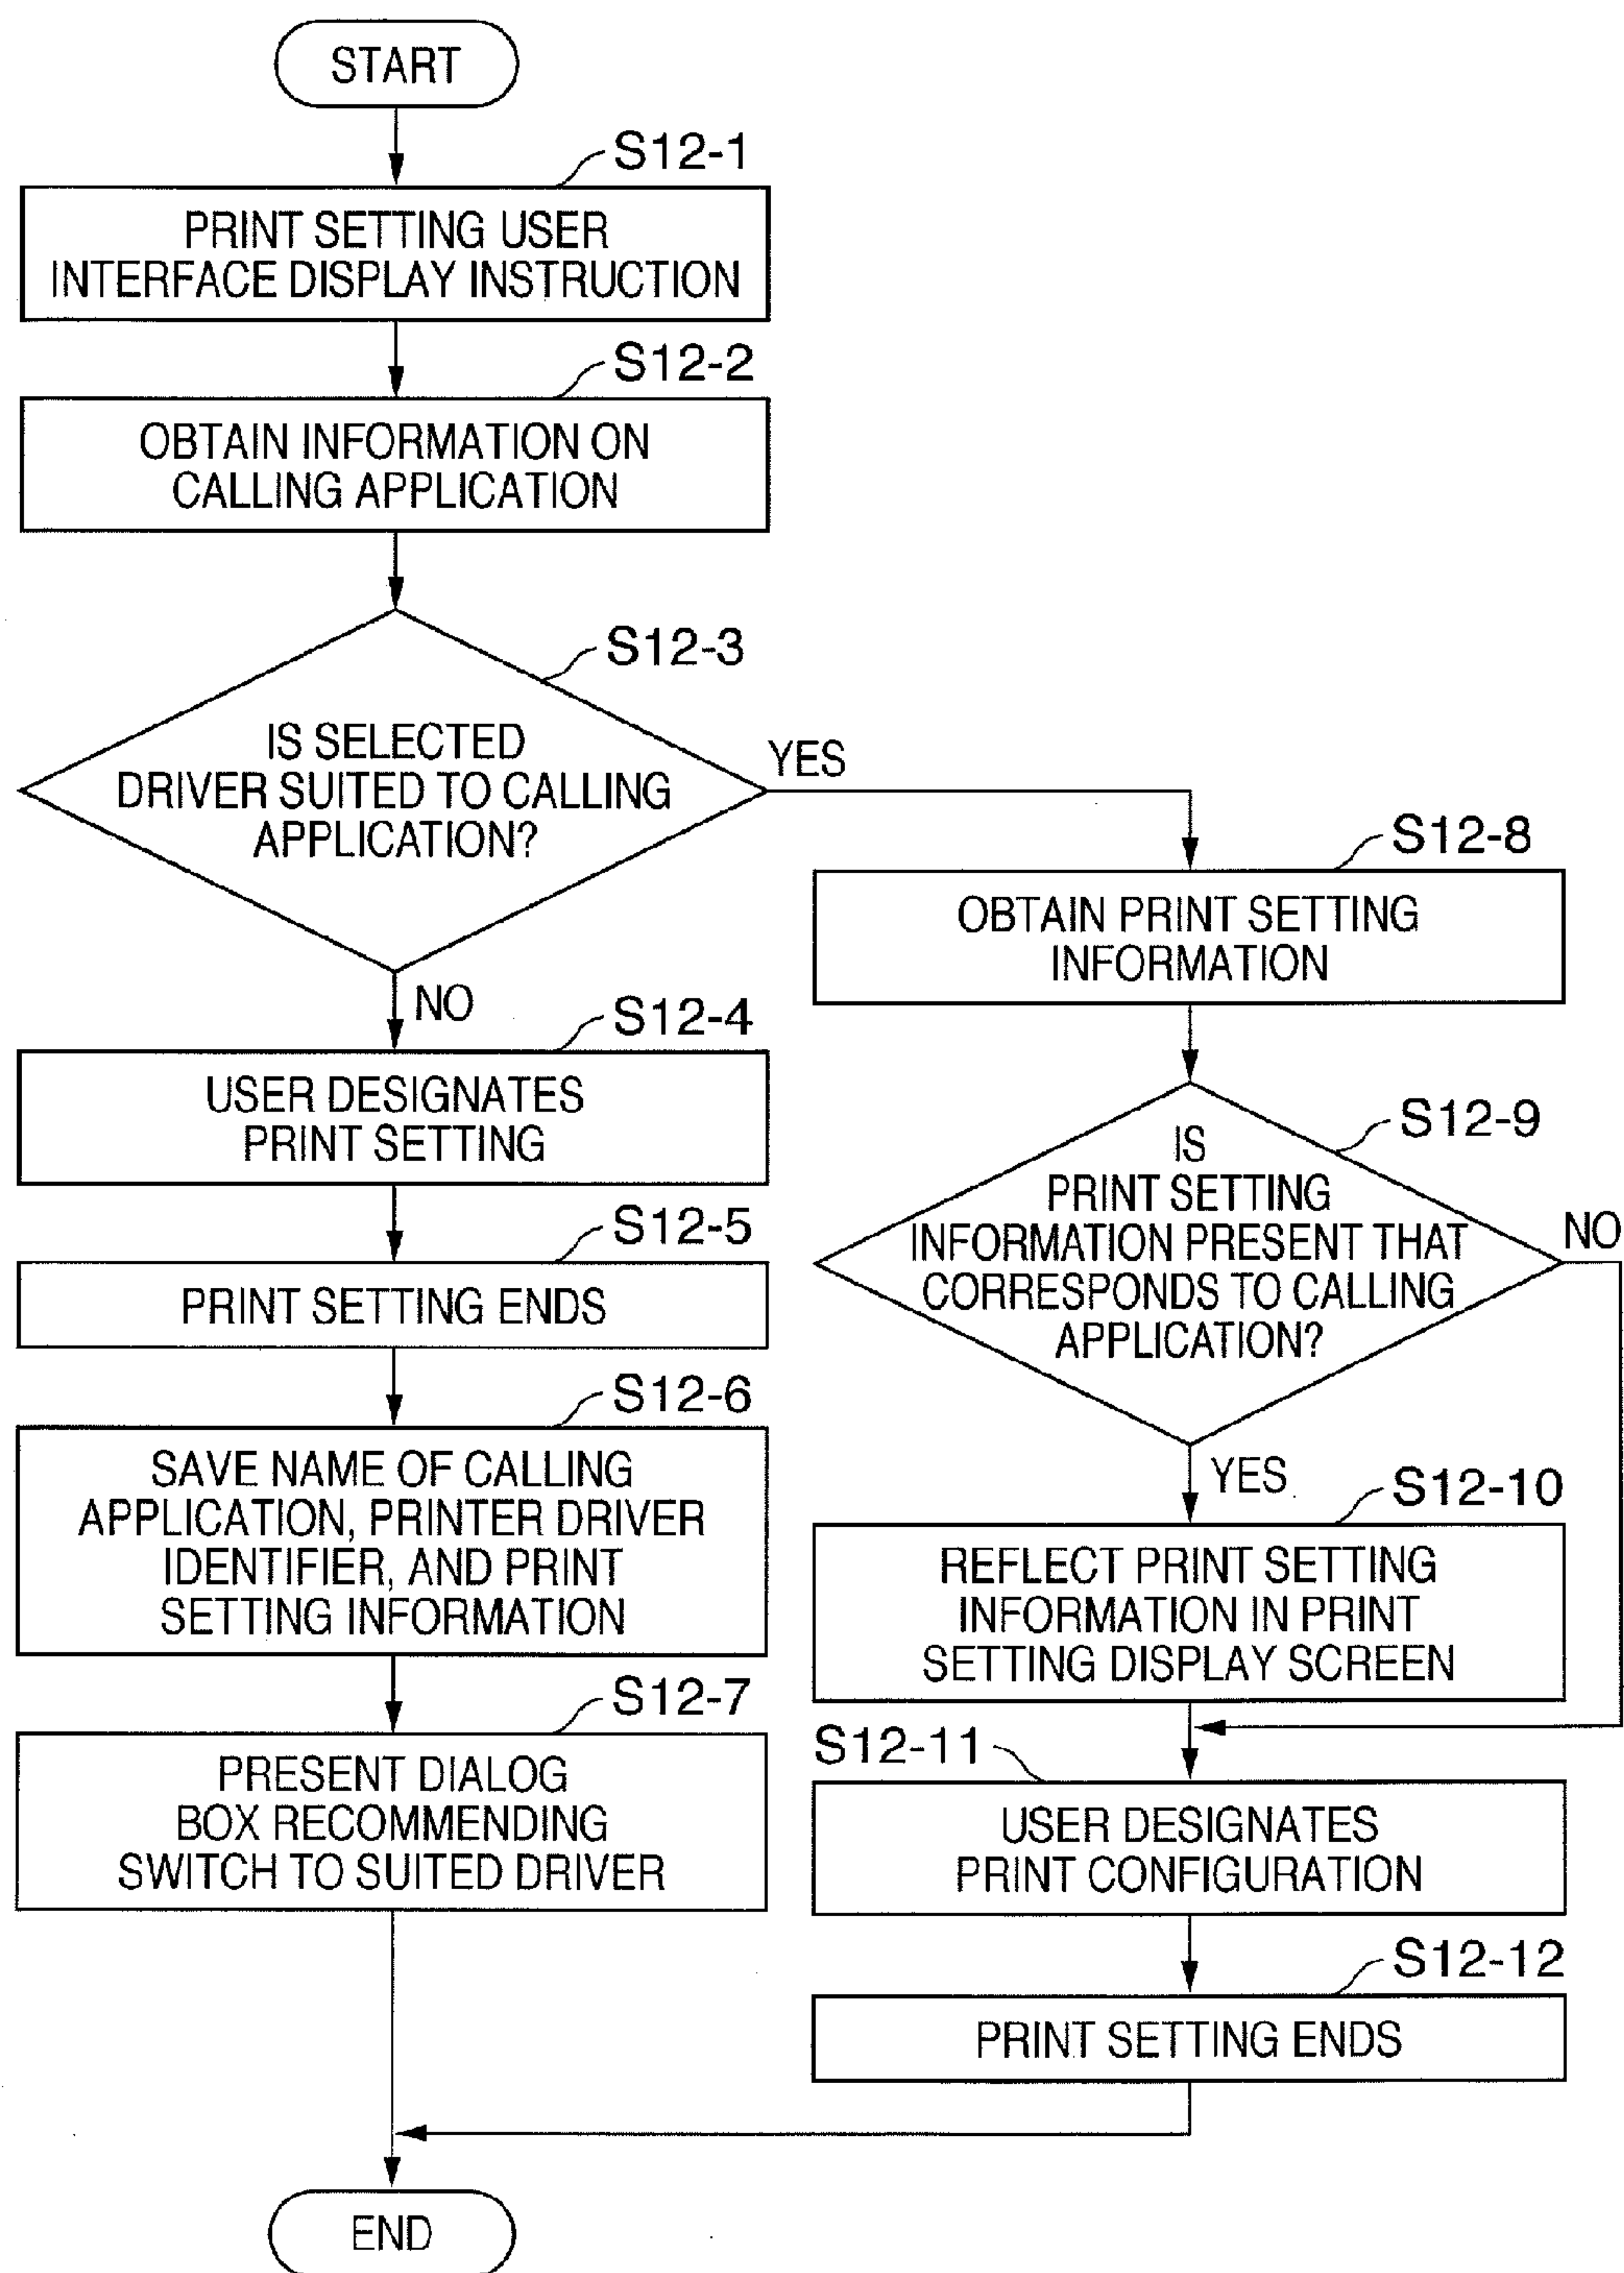 START
S12-1
PRINT SETTING USER
INTERFACE DISPLAY INSTRUCTION
S12-2
OBTAIN INFORMATION ON
CALLING APPLICATION
S12-3
IS SELECTED
DRIVER SUITED TO CALLING
APPLICATION?
YES
NO
S12-4
USER DESIGNATES
PRINT SETTING
S12-5
PRINT SETTING ENDS
S12-6
SAVE NAME OF CALLING
APPLICATION, PRINTER DRIVER
IDENTIFIER, AND PRINT
SETTING INFORMATION
S12-7
PRESENT DIALOG
BOX RECOMMENDING
SWITCH TO SUITED DRIVER
S12-8
OBTAIN PRINT SETTING
INFORMATION
S12-9
IS
PRINT SETTING
INFORMATION PRESENT THAT
CORRESPONDS TO CALLING
APPLICATION?
NO
YES
S12-10
REFLECT PRINT SETTING
INFORMATION IN PRINT
SETTING DISPLAY SCREEN
S12-11
USER DESIGNATES
PRINT CONFIGURATION
S12-12
PRINT SETTING ENDS
END